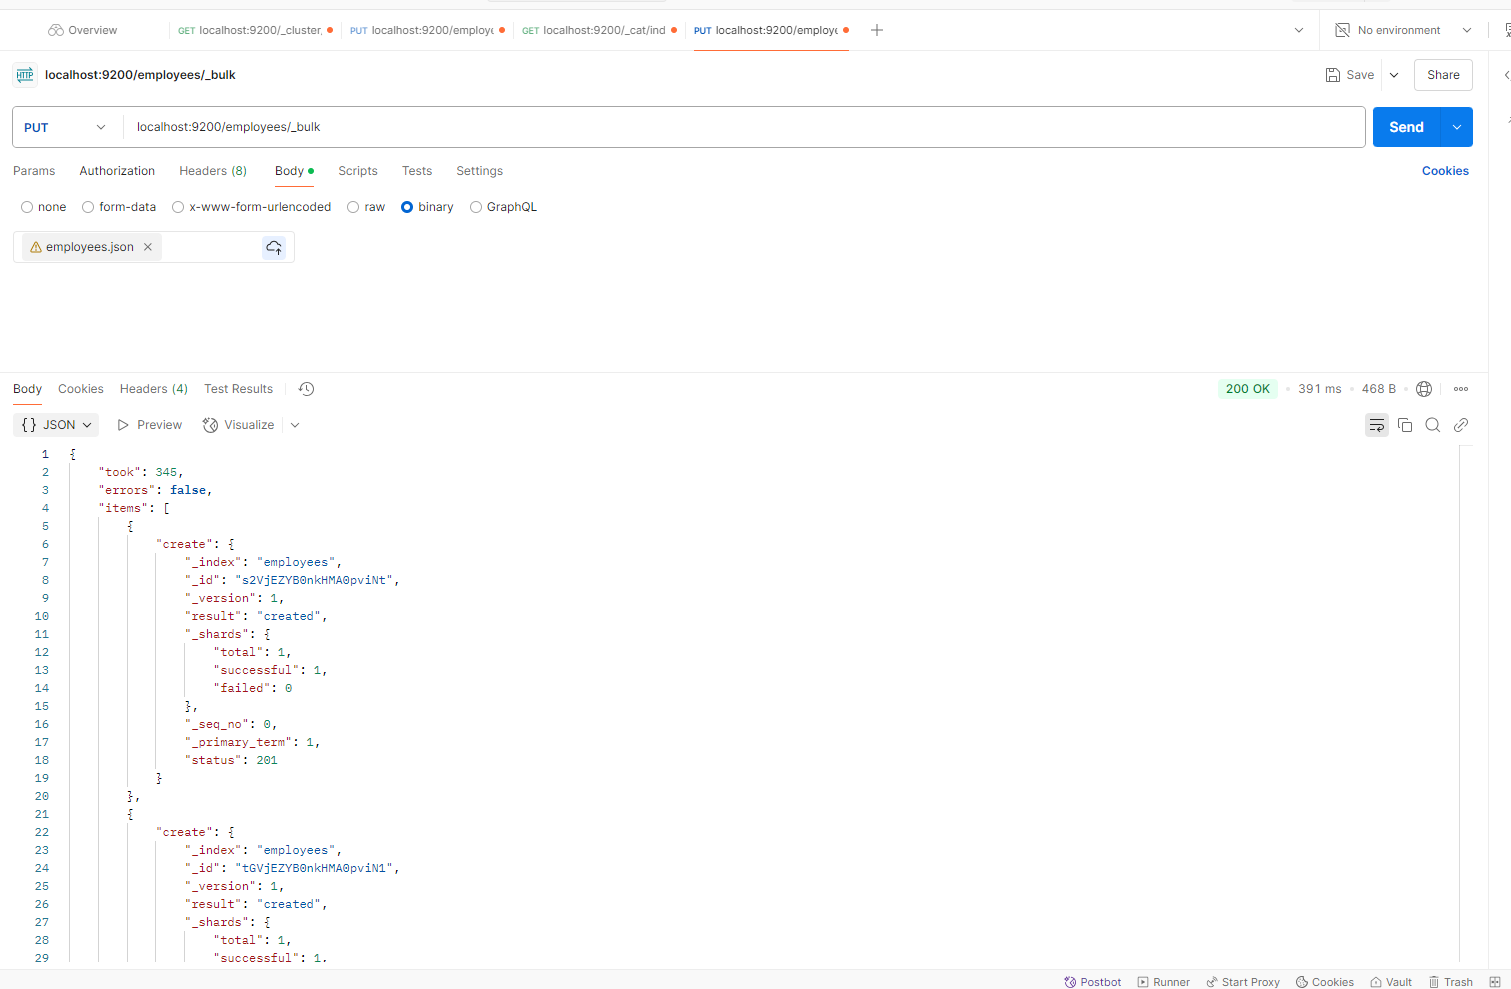 Overview GET localhost:9200/_cluster, PUT localhost:9200/employe GET localhost:9200/_cat/ind PUT localhost:9200/employe No environment
HTTP localhost:9200/employees/_bulk Save Share
PUT localhost:9200/employees/_bulk Send
Params Authorization Headers (8) Body Scripts Tests Settings Cookies
none form-data x-www-form-urlencoded raw binary GraphQL
employees.json
Body Cookies Headers (4) Test Results 200 OK 391 ms 468 B
{} JSON Preview Visualize
1 {
2 "took": 345,
3 "errors": false,
4 "items": [
5 {
6 "create": {
7 "_index": "employees",
8 "_id": "s2VjEZYB0nkHMA0pviNt",
9 "_version": 1,
10 "result": "created",
11 "_shards": {
12 "total": 1,
13 "successful": 1,
14 "failed": 0
15 },
16 "_seq_no": 0,
17 "_primary_term": 1,
18 "status": 201
19 }
20 },
21 {
22 "create": {
23 "_index": "employees",
24 "_id": "tGVjEZYB0nkHMA0pviN1",
25 "_version": 1,
26 "result": "created",
27 "_shards": {
28 "total": 1,
29 "successful": 1,
Postbot Runner Start Proxy Cookies Vault Trash